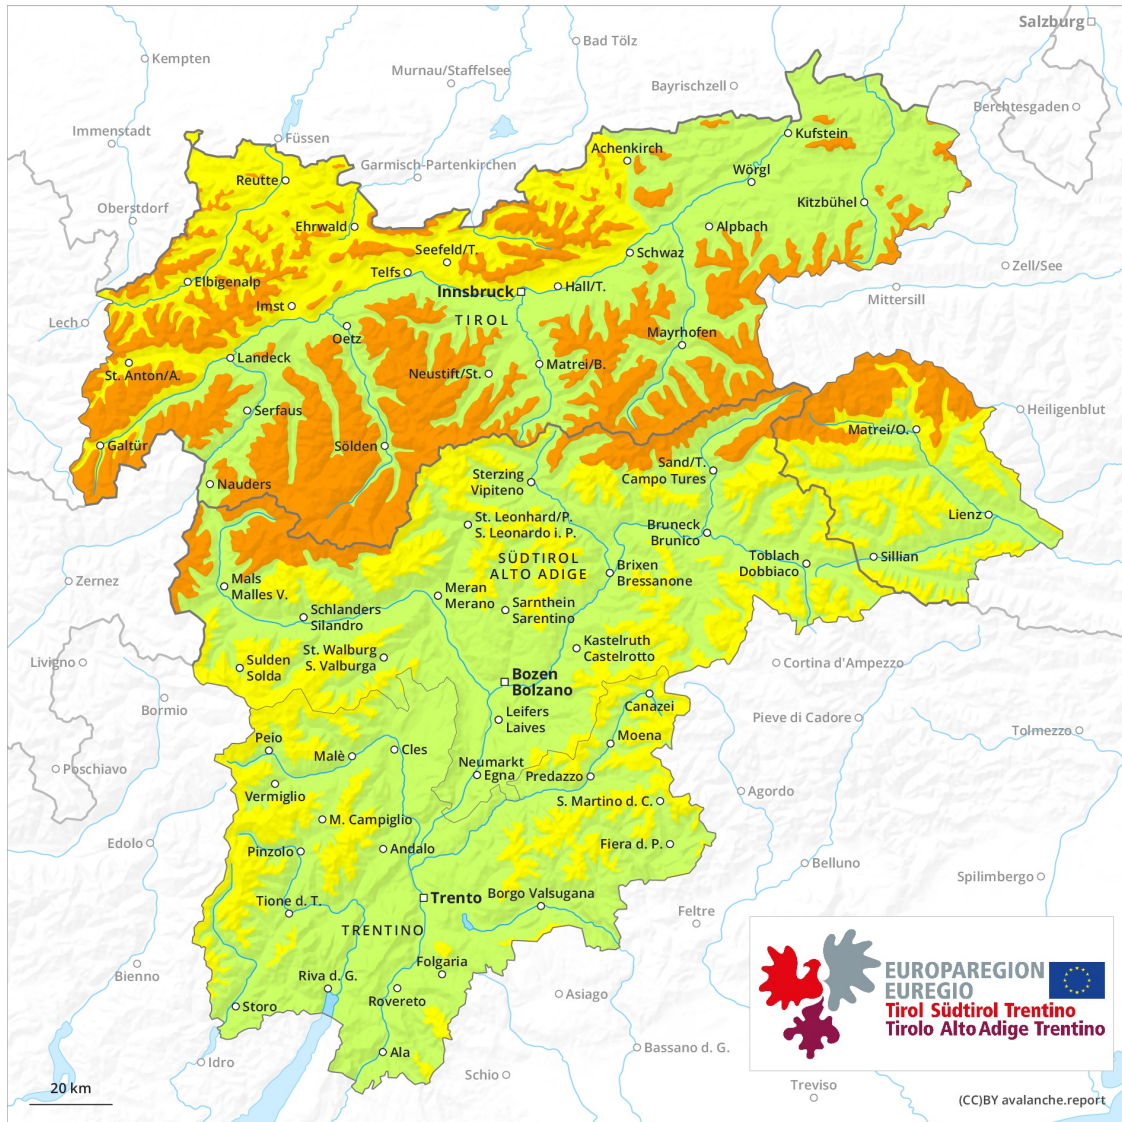 Salzburg
Bad Tölz
Kempten
Murnau/Staffelsee
Bayrischzell
Berchtesgaden
Immenstadt
Füssen
Kufstein
Achenkirch
Garmisch-Partenkirchen
Wörgl
Reutte
Oberstdorf
Kitzbühel
Ehrwald
Alpbach
Seefeld/T.
Schwaz
Zell/See
Telfs
Elbigenalp
Hall/T.
Innsbruck
Mittersill
Imst
Lech
TIROL
Oetz
Mayrhofen
Landeck
Matrei/B.
St. Anton/A.
Neustift/St.
Serfaus
Heiligenblut
Matrei/O.
Galtür
Sölden
Sand/T.
Campo Tures
Sterzing
Vipiteno
Nauders
Lienz
St. Leonhard/P.
S. Leonardo i. P.
Bruneck
Brunico
SÜDTIROL
ALTO ADIGE
Toblach
Dobbiaco
Sillian
Brixen
Bressanone
Zernez
Mals
Malles V.
Meran
Merano
Sarnthein
Sarentino
Schlanders
Silandro
Kastelruth
Castelrotto
St. Walburg
S. Valburga
Livigno
Sulden
Solda
Cortina d'Ampezzo
Bozen
Bolzano
Bormio
Canazei
Leifers
Laives
Pieve di Cadore
Tolmezzo
Peio
Moena
Malè
Cles
Neumarkt
Egna
Predazzo
Poschiavo
Vermiglio
Agordo
S. Martino d. C.
M. Campiglio
Edolo
Pinzolo
Andalo
Fiera d. P.
Belluno
Spilimbergo
Trento
Borgo Valsugana
Tione d. T.
Feltre
TRENTINO
Folgaria
Bienno
Riva d. G.
Rovereto
Asiago
Storo
Bassano d. G.
Ala
Idro
Schio
Treviso
EUROPAREGION
EUREGIO
Tirol Südtirol Trentino
Tirolo Alto Adige Trentino
20 km
(CC)BY avalanche.report